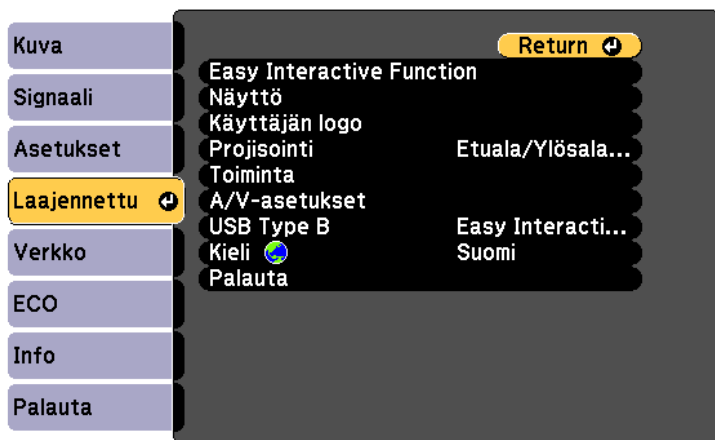 Kuva
Signaali
Asetukset
Laajennettu
Verkko
ECO
Info
Palauta
Return
Easy Interactive Function
Näyttö
Käyttäjän logo
Projisointi Etuala/Ylösala...
Toiminta
A/V-asetukset
USB Type B Easy Interacti...
Kieli Suomi
Palauta